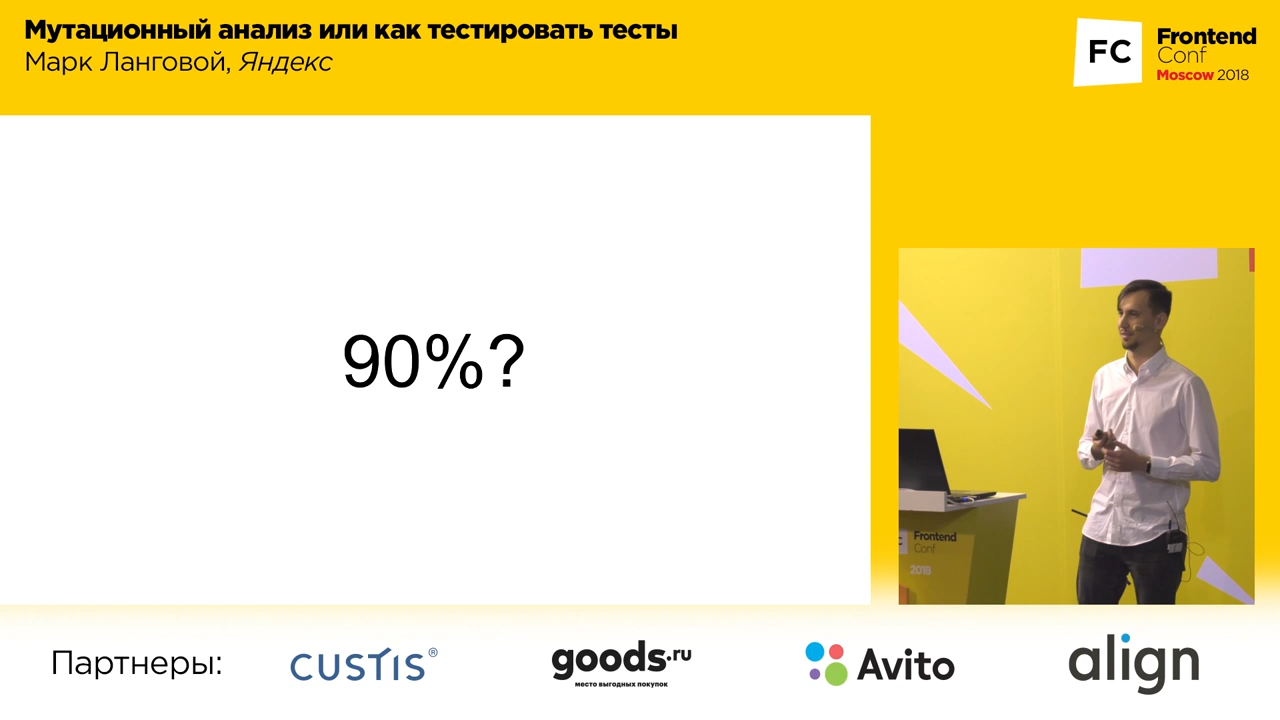 Мутационный анализ или как тестировать тесты
Марк Ланговой, Яндекс
FC
Frontend
Conf
Moscow 2018
90%?
Frontend
Conf
2018
Партнеры:
CUSTIS®
goods.ru
место выгодных покупок
Avito
align